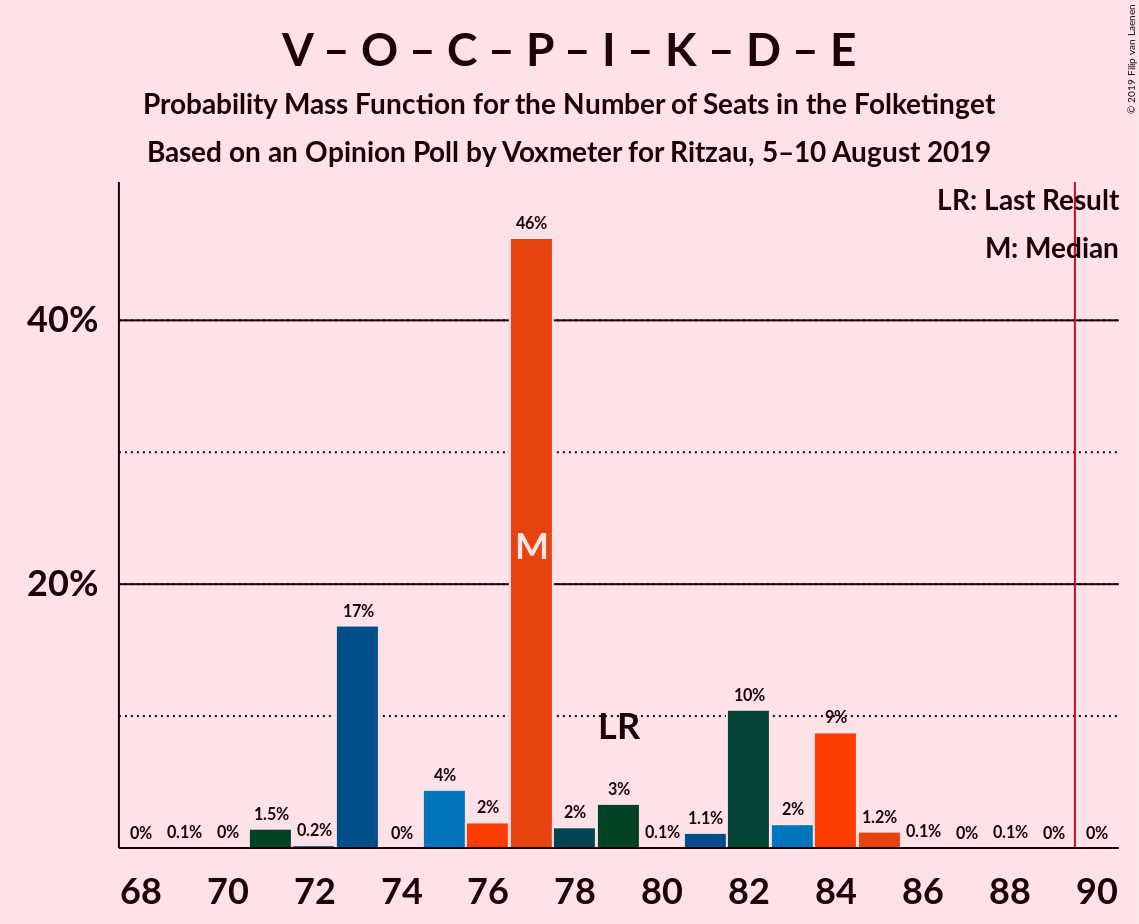 V – O – C – P – I – K – D – E
Probability Mass Function for the Number of Seats in the Folketinget
Based on an Opinion Poll by Voxmeter for Ritzau, 5–10 August 2019
© 2019 Filip van Laenen
LR: Last Result
M: Median
46%
40%
M
20%
17%
10%
9%
LR
4%
3%
2%
2%
2%
1.5%
1.2%
1.1%
0% 0.1% 0% 0.2% 0% 0.1% 0.1% 0% 0.1% 0% 0%
68 70 72 74 76 78 80 82 84 86 88 90